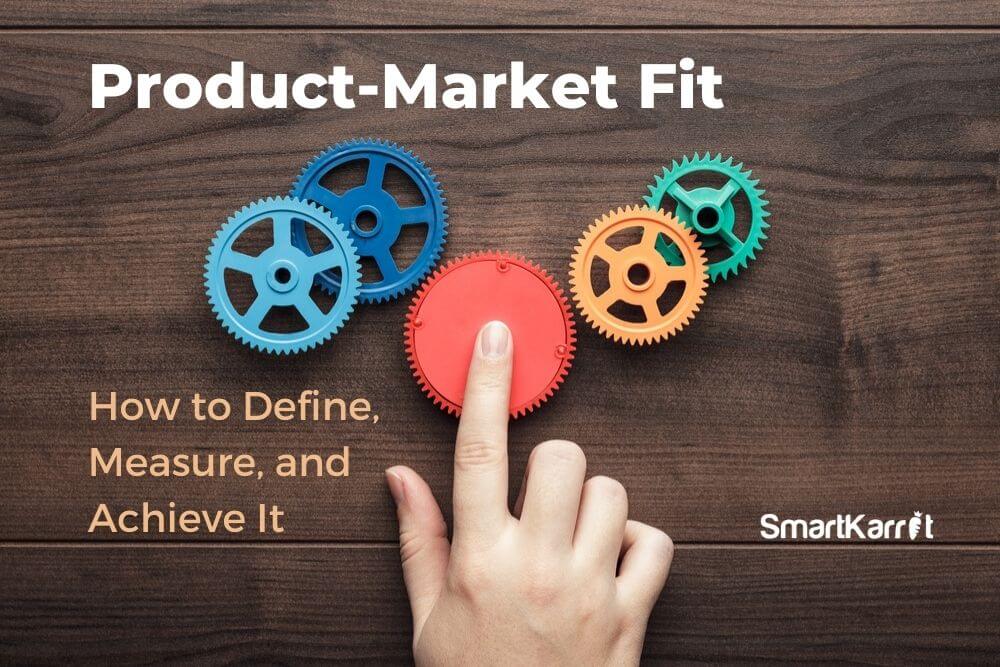 Product-Market Fit
How to Define,
Measure, and
Achieve It
SmartKarrot